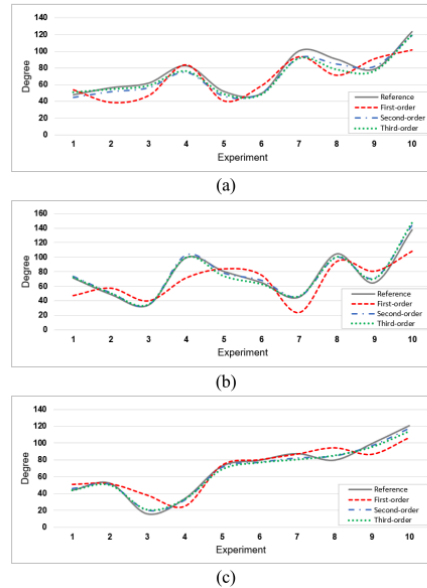 140
120
100
80
60
40
20
0
Degree
1 2 3 4 5 6 7 8 9 10
Experiment
Reference
First-order
Second-order
Third-order
(a)
160
140
120
100
80
60
40
20
0
Degree
1 2 3 4 5 6 7 8 9 10
Experiment
Reference
First-order
Second-order
Third-order
(b)
140
120
100
80
60
40
20
0
Degree
1 2 3 4 5 6 7 8 9 10
Experiment
Reference
First-order
Second-order
Third-order
(c)